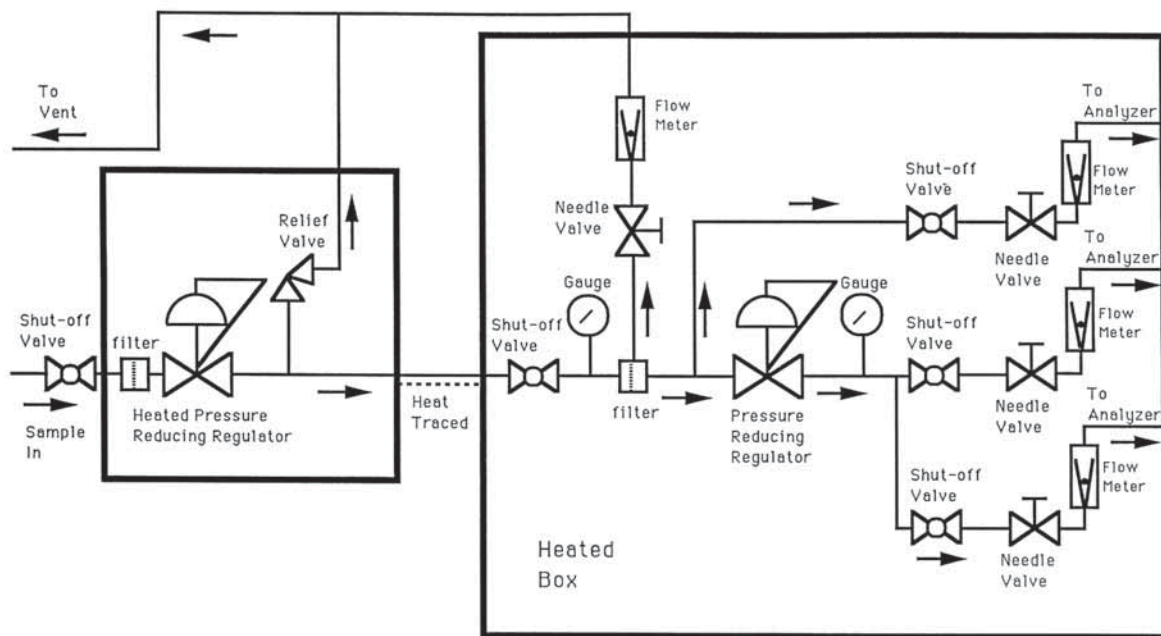 To
Vent
Flow
Meter
To
Analyzer
Flow
Meter
Shut-off
Valve
Needle
Valve
Relief
Valve
Needle
Valve
To
Analyzer
Gauge
Gauge
Shut-off
Valve
filter
Shut-off
Valve
Shut-off
Valve
Flow
Meter
Needle
Valve
To
Analyzer
Sample
In
Heated Pressure
Reducing Regulator
Heat
Traced
filter
Pressure
Reducing
Regulator
Shut-off
Valve
Flow
Meter
Needle
Valve
Heated
Box